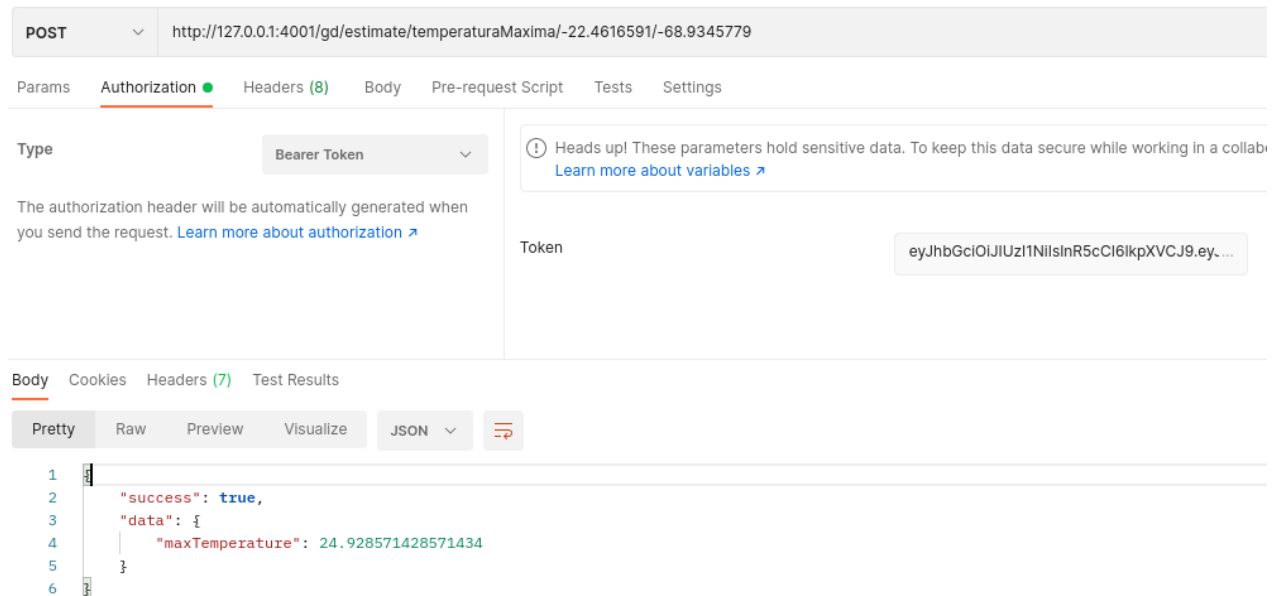 POST http://127.0.0.1:4001/gd/estimate/temperaturaMaxima/-22.4616591/-68.9345779
Params Authorization Headers (8) Body Pre-request Script Tests Settings
Type Bearer Token
The authorization header will be automatically generated when
you send the request. Learn more about authorization ↗
Heads up! These parameters hold sensitive data. To keep this data secure while working in a collab
Learn more about variables ↗
Token eyJhbGciOiJIUzI1NiIsInR5cCI6IkpXVCJ9.ey...
Body Cookies Headers (7) Test Results
Pretty Raw Preview Visualize JSON
1 {
2 "success": true,
3 "data": {
4 "maxTemperature": 24.928571428571434
5 }
6 }